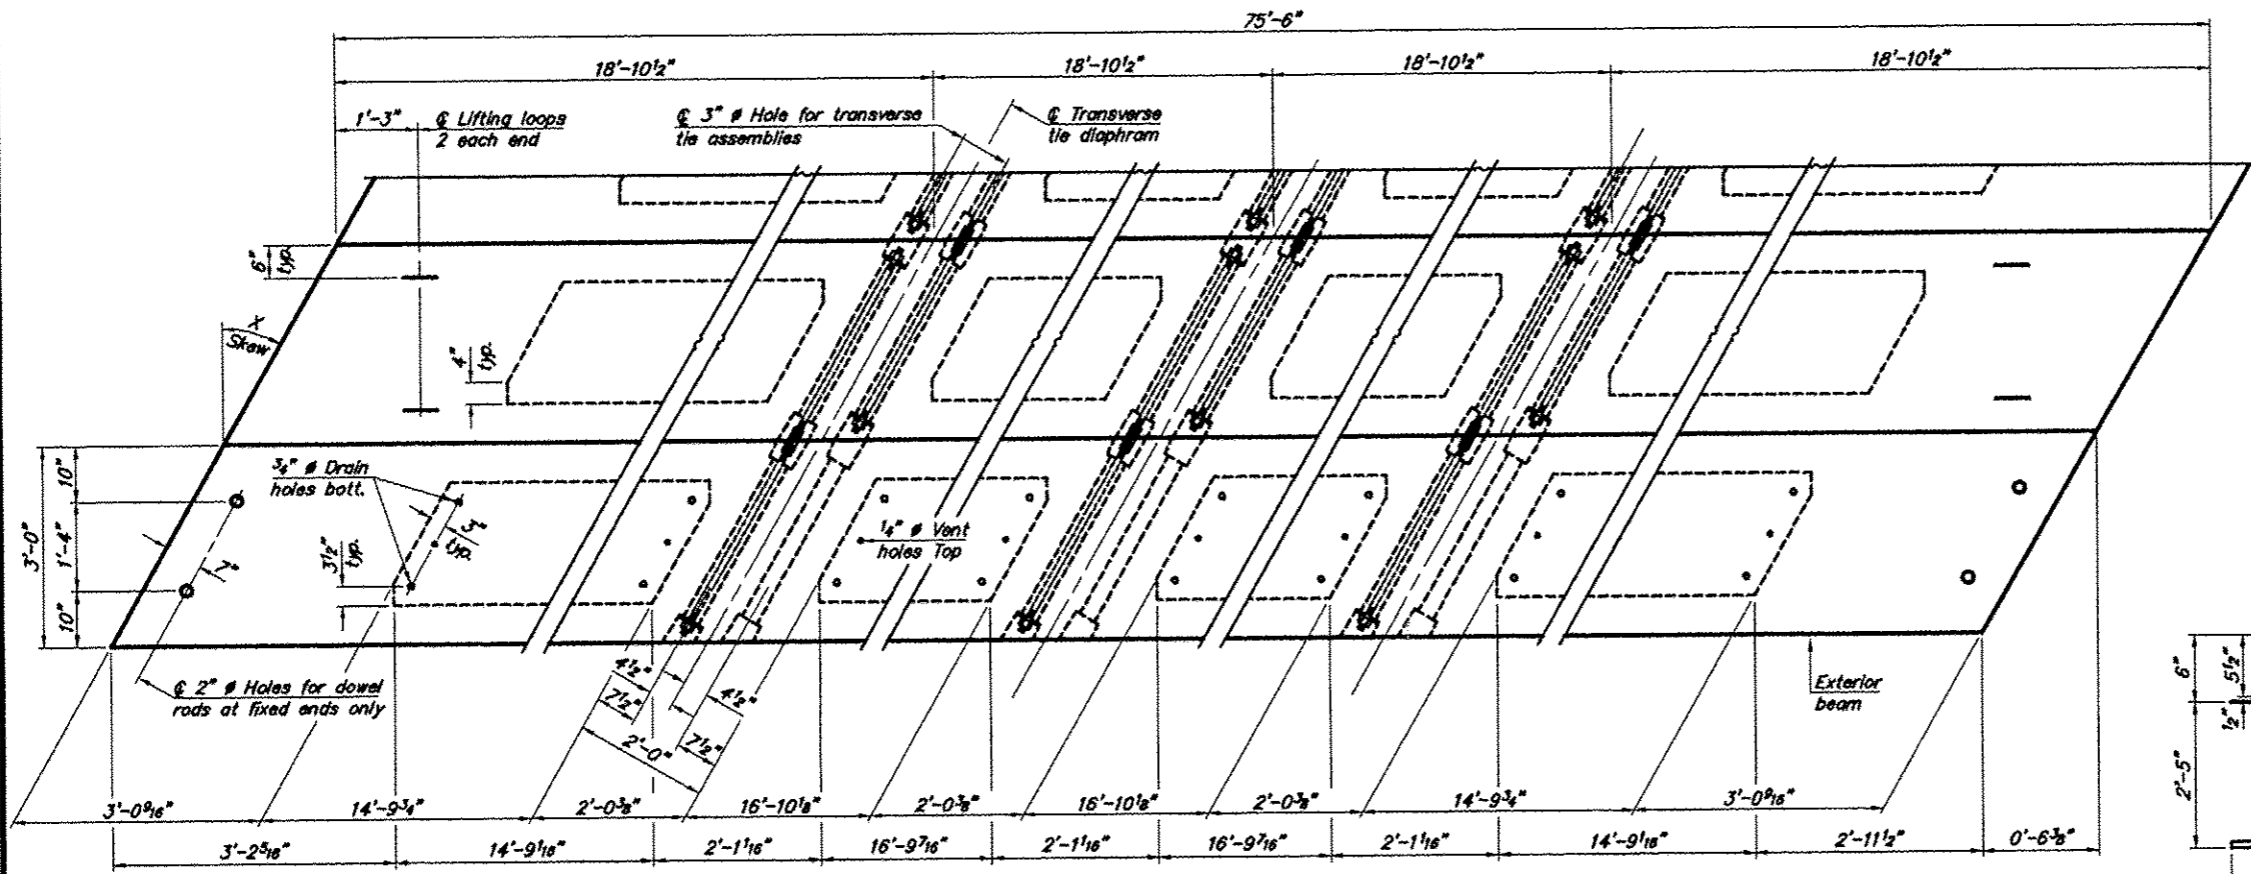 75'-6"
18'-10½"
18'-10½"
18'-10½"
18'-10½"
1'-3"
℄ Lifting loops
2 each end
℄ 3" ø Hole for transverse
tie assemblies
℄ Transverse
tie diaphram
6"
typ.
X
Skew
4"
typ.
¾" ø Drain
holes bott.
3"
typ.
3½"
typ.
¼" ø Vent
holes Top
3'-0"
10"
1'-4"
10"
7"
℄ 2" ø Holes for dowel
rods at fixed ends only
4½"
7½"
2'-0"
4½"
7½"
Exterior
beam
6"
5½"
½"
2'-5"
3'-0⁹⁄₁₆"
14'-9¾"
2'-0⅜"
16'-10⅛"
2'-0⅜"
16'-10⅛"
2'-0⅜"
14'-9¾"
3'-0⁹⁄₁₆"
3'-2⁵⁄₁₆"
14'-9¹⁄₁₆"
2'-1¹⁄₁₆"
16'-9⁷⁄₁₆"
2'-1¹⁄₁₆"
16'-9⁷⁄₁₆"
2'-1¹⁄₁₆"
14'-9¹⁄₁₆"
2'-11½"
0'-6⅜"